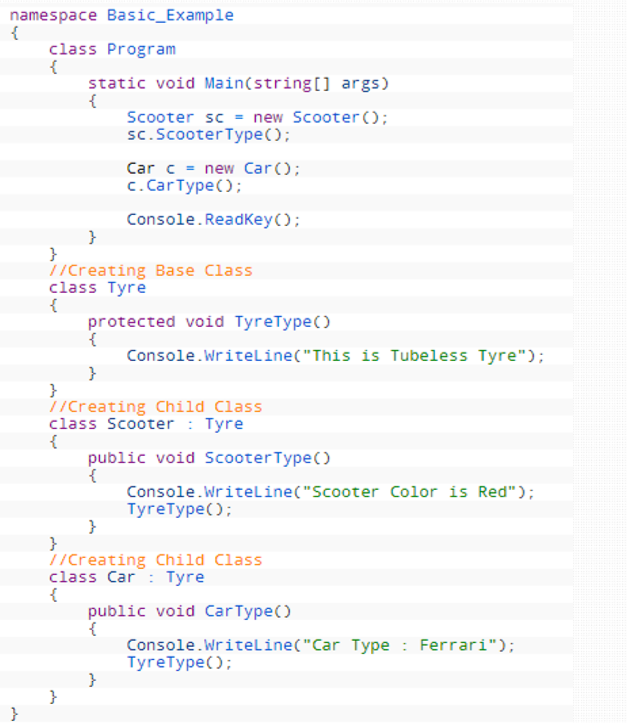 namespace Basic_Example
{
    class Program
    {
        static void Main(string[] args)
        {
            Scooter sc = new Scooter();
            sc.ScooterType();

            Car c = new Car();
            c.CarType();

            Console.ReadKey();
        }
    }
    //Creating Base Class
    class Tyre
    {
        protected void TyreType()
        {
            Console.WriteLine("This is Tubeless Tyre");
        }
    }
    //Creating Child Class
    class Scooter : Tyre
    {
        public void ScooterType()
        {
            Console.WriteLine("Scooter Color is Red");
            TyreType();
        }
    }
    //Creating Child Class
    class Car : Tyre
    {
        public void CarType()
        {
            Console.WriteLine("Car Type : Ferrari");
            TyreType();
        }
    }
}